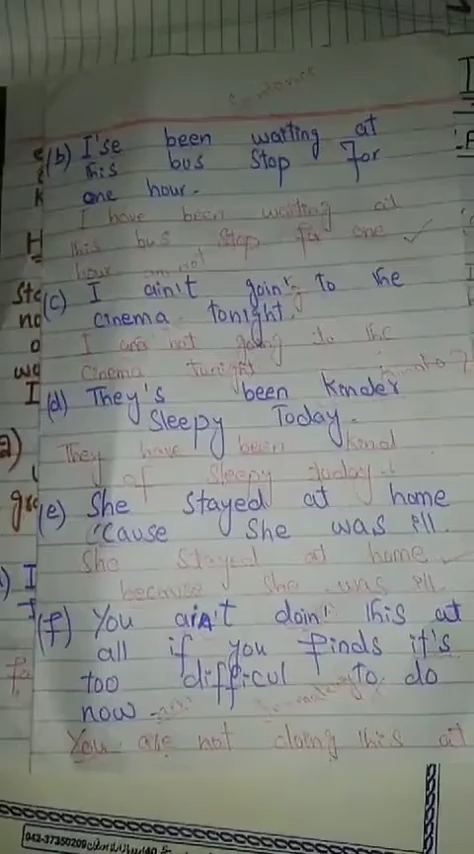 (b) I'se been waiting at
this bus stop for
one hour.
I have been waiting at
this bus stop for one
hour
(c) I ain't goin' to the
cinema tonight.
I am not going to the
cinema tonight
(d) They's been kinder
Sleepy Today.
They have been kind
of sleepy today.
(e) She stayed at home
'Cause She was ill.
She stayed at home
because she was ill
(f) You ain't doin' this at
all if you finds it's
too difficul to do
now
You are not doing this at
042-37350209